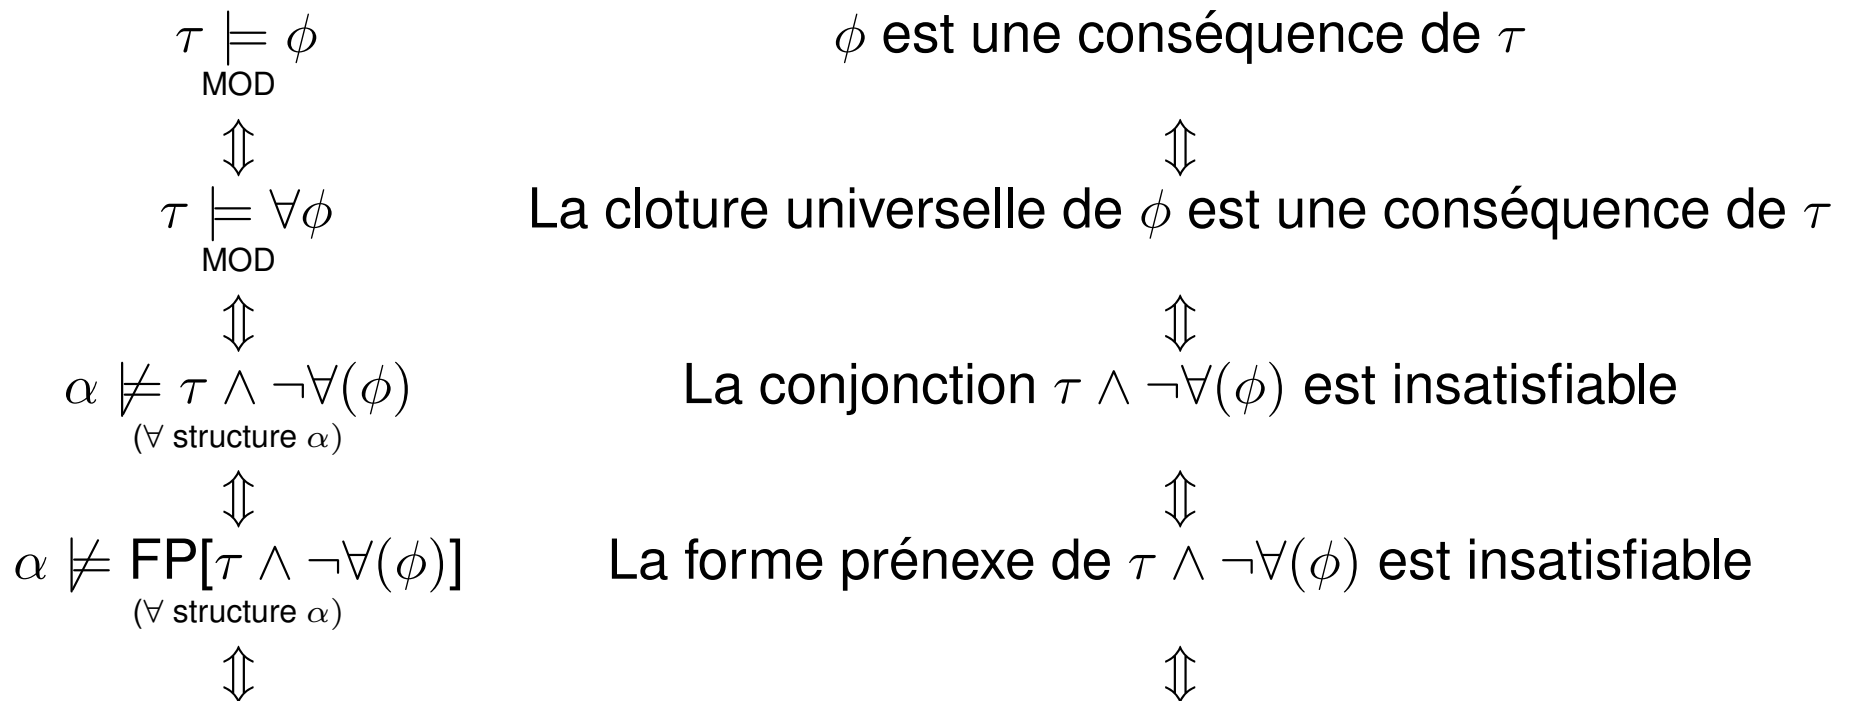 τ ⊨ ϕ ϕ est une conséquence de τ
MOD
⇕ ⇕
τ ⊨ ∀ϕ La cloture universelle de ϕ est une conséquence de τ
MOD
⇕ ⇕
α ⊭ τ ∧ ¬∀(ϕ) La conjonction τ ∧ ¬∀(ϕ) est insatisfiable
(∀ structure α)
⇕ ⇕
α ⊭ FP[τ ∧ ¬∀(ϕ)] La forme prénexe de τ ∧ ¬∀(ϕ) est insatisfiable
(∀ structure α)
⇕ ⇕